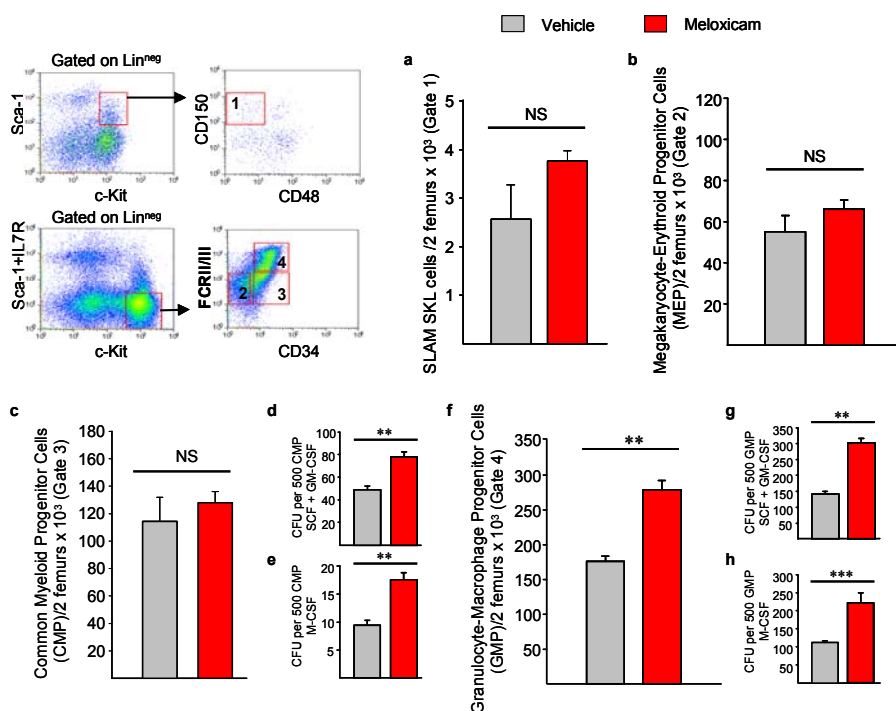 Vehicle
Meloxicam
Gated on Lin^neg
Sca-1
10⁰ 10¹ 10² 10³ 10⁴
c-Kit
CD150
1
CD48
Gated on Lin^neg
Sca-1+IL7R
c-Kit
FCRII/III
4
2
3
CD34
a
SLAM SKL cells /2 femurs x 10³ (Gate 1)
5
4
3
2
1
NS
b
Megakaryocyte-Erythroid Progenitor Cells
(MEP)/2 femurs x 10³ (Gate 2)
120
100
80
60
40
20
NS
c
Common Myeloid Progenitor Cells
(CMP)/2 femurs x 10³ (Gate 3)
180
160
140
120
100
80
60
40
20
NS
d
CFU per 500 CMP
SCF + GM-CSF
100
80
60
40
20
**
e
CFU per 500 CMP
M-CSF
20
15
10
5
**
f
Granulocyte-Macrophage Progenitor Cells
(GMP)/2 femurs x 10³ (Gate 4)
350
300
250
200
150
100
50
**
g
CFU per 500 GMP
SCF + GM-CSF
350
300
250
200
150
100
50
**
h
CFU per 500 GMP
M-CSF
300
250
200
150
100
50
***